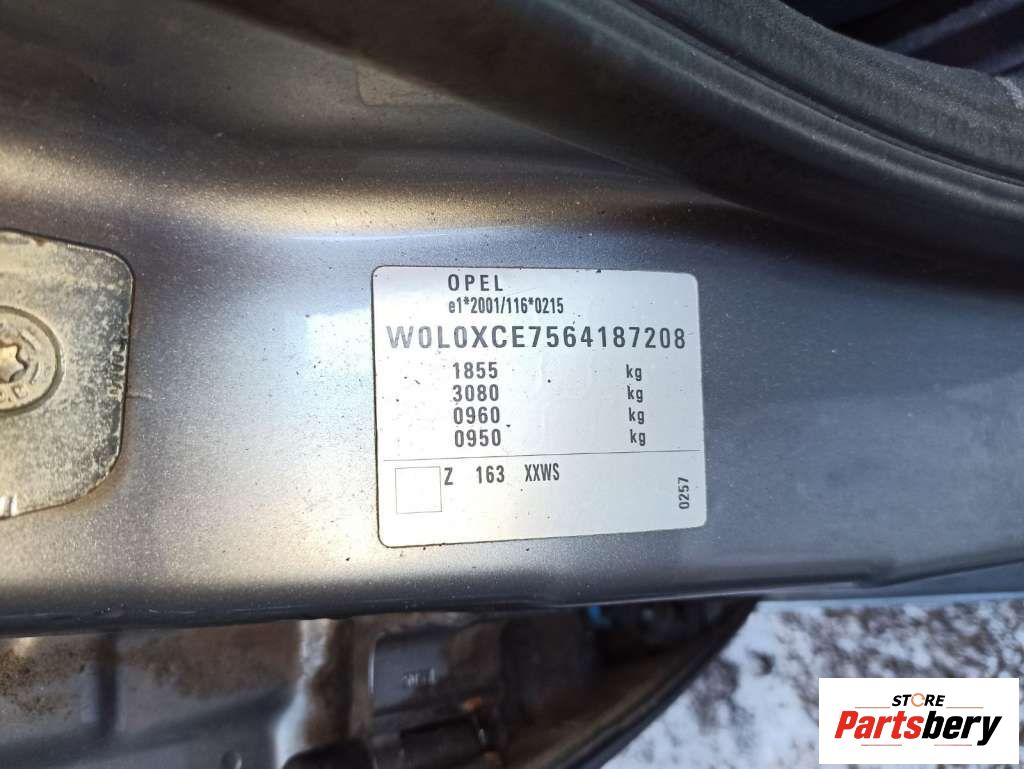 OPEL
e1*2001/116*0215
W0L0XCE7564187208
1855 kg
3080 kg
0960 kg
0950 kg
Z 163 XXWS
0257
STORE
Partsbery